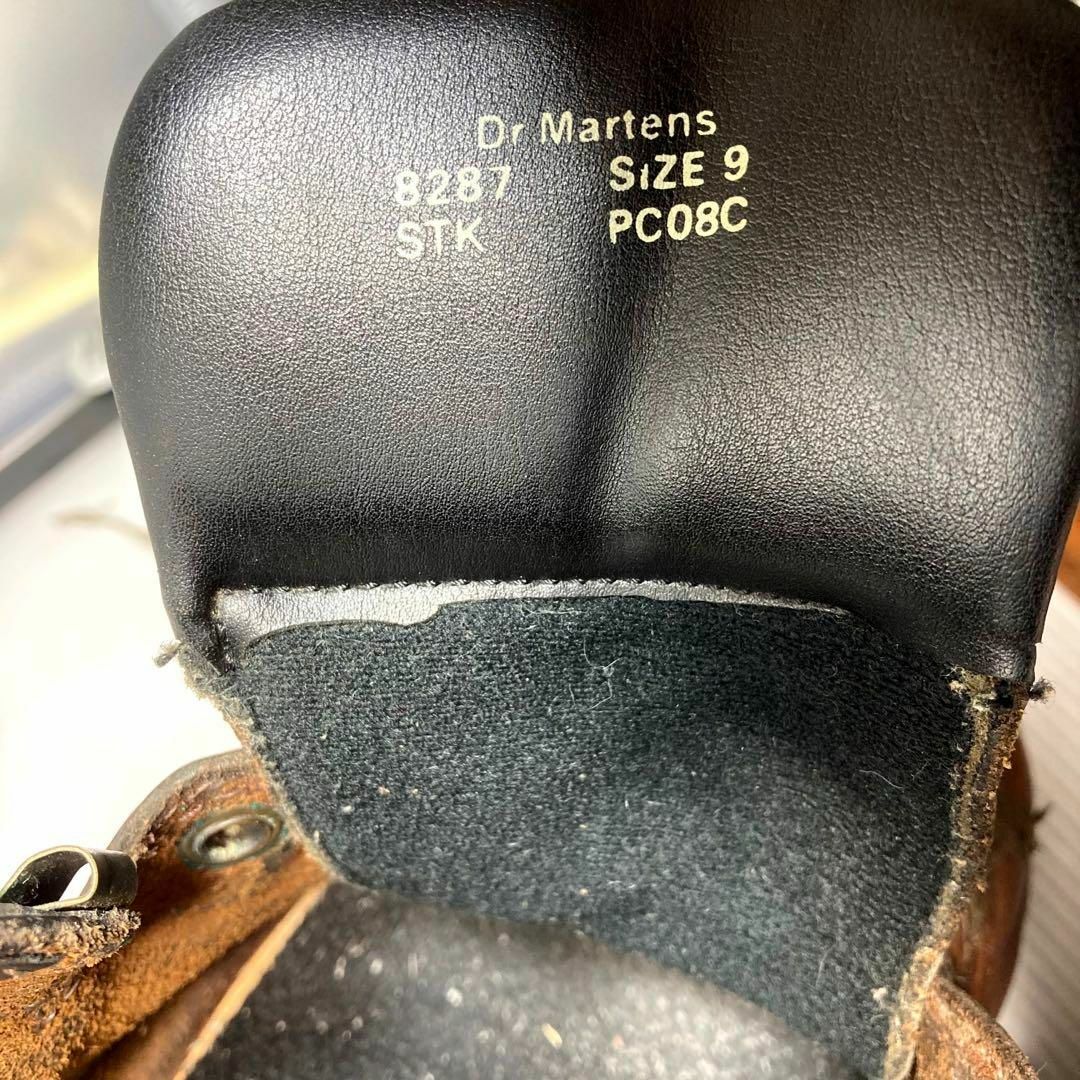 Dr Martens
8287 SiZE 9
STK PC08C